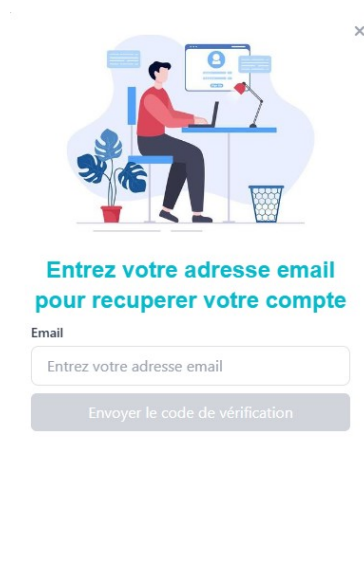 Entrez votre adresse email
pour recuperer votre compte
Email
Entrez votre adresse email
Envoyer le code de vérification